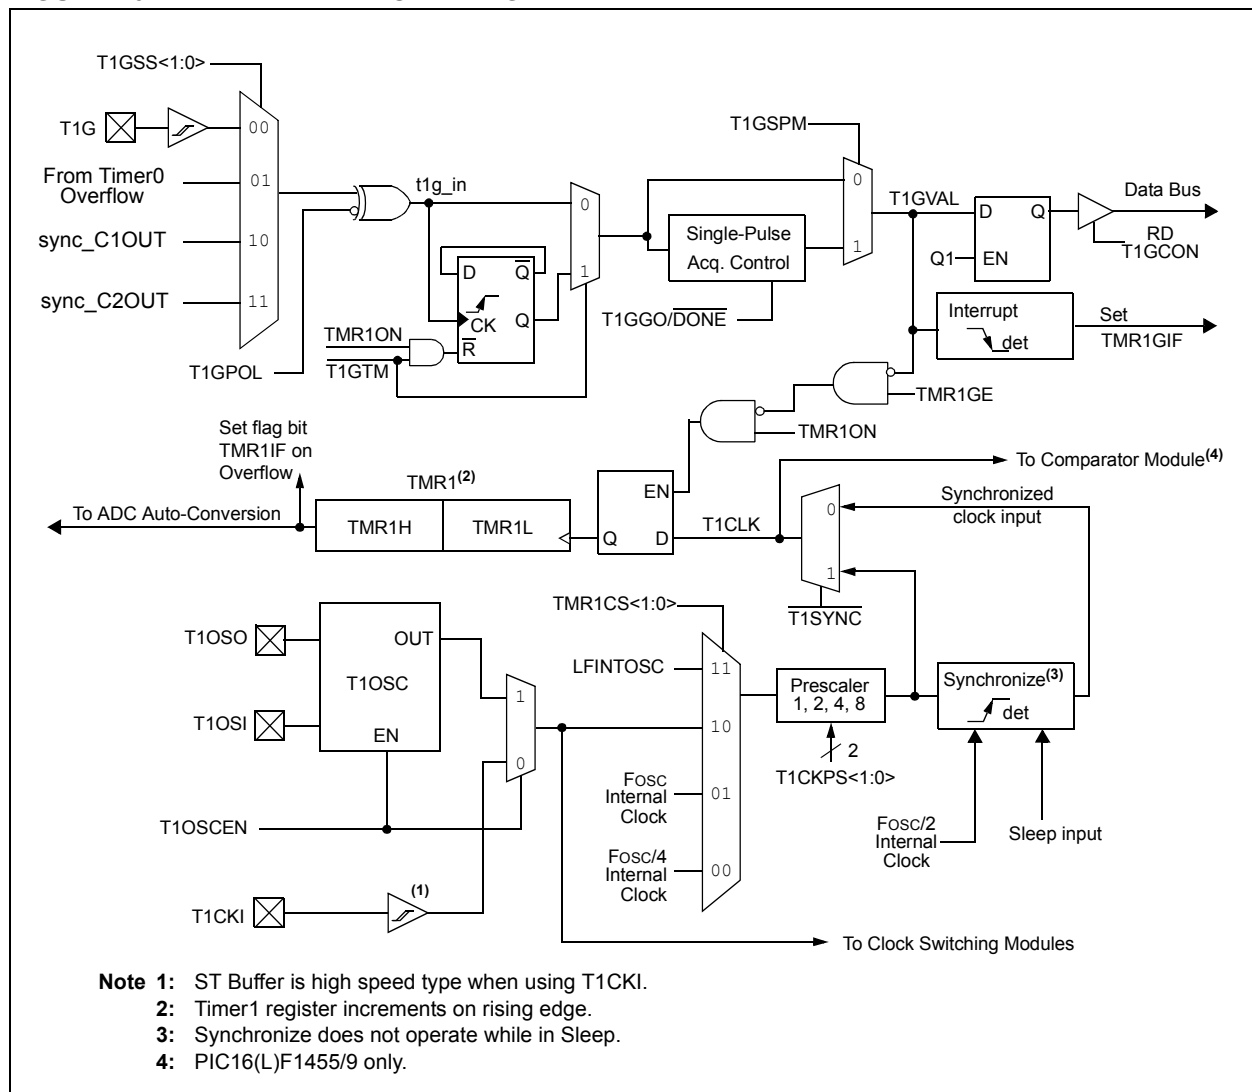 T1GSS<1:0>
T1G
00
From Timer0
Overflow
01
sync_C1OUT
10
sync_C2OUT
11
T1GPOL
t1g_in
0
1
D
Q
CK
Q
R
TMR1ON
T1GTM
T1GSPM
0
1
Single-Pulse
Acq. Control
T1GGO/DONE
T1GVAL
D
Q
Q1
EN
Data Bus
RD
T1GCON
Interrupt
det
Set
TMR1GIF
TMR1GE
TMR1ON
Set flag bit
TMR1IF on
Overflow
To ADC Auto-Conversion
TMR1(2)
TMR1H
TMR1L
EN
Q
D
T1CLK
To Comparator Module(4)
Synchronized
clock input
0
1
T1SYNC
TMR1CS<1:0>
T1OSO
OUT
T1OSC
T1OSI
EN
1
0
T1OSCEN
T1CKI
(1)
LFINTOSC
11
10
FOSC
Internal
Clock
01
FOSC/4
Internal
Clock
00
Prescaler
1, 2, 4, 8
2
T1CKPS<1:0>
Synchronize(3)
det
FOSC/2
Internal
Clock
Sleep input
To Clock Switching Modules
Note 1: ST Buffer is high speed type when using T1CKI.
2: Timer1 register increments on rising edge.
3: Synchronize does not operate while in Sleep.
4: PIC16(L)F1455/9 only.